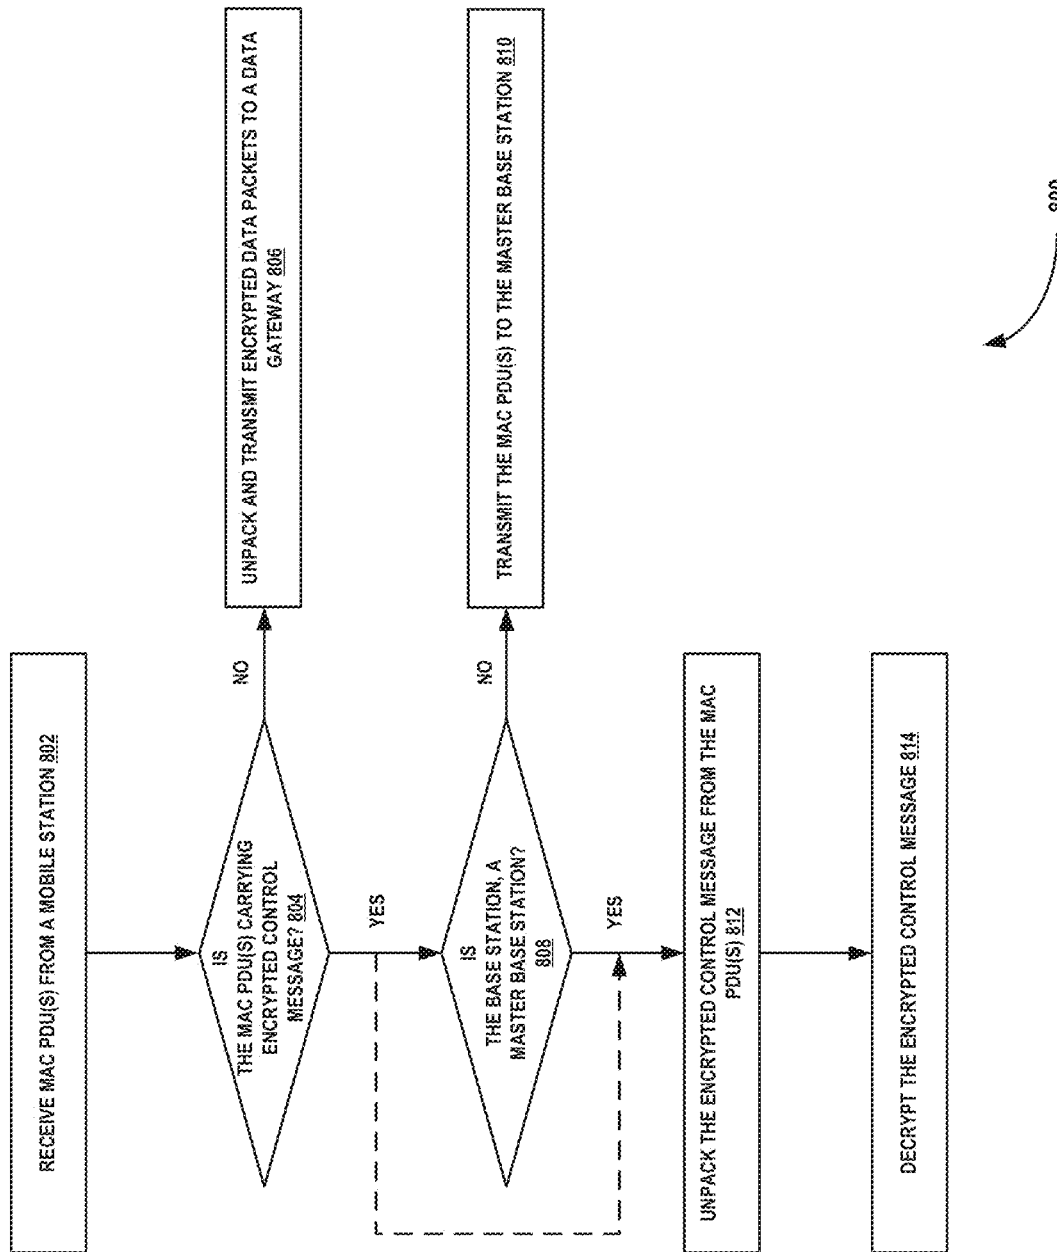 RECEIVE MAC PDU(S) FROM A MOBILE STATION 802
IS
THE MAC PDU(S) CARRYING
ENCRYPTED CONTROL
MESSAGE? 804
NO
UNPACK AND TRANSMIT ENCRYPTED DATA PACKETS TO A DATA
GATEWAY 806
YES
IS
THE BASE STATION, A
MASTER BASE STATION?
808
NO
TRANSMIT THE MAC PDU(S) TO THE MASTER BASE STATION 810
YES
UNPACK THE ENCRYPTED CONTROL MESSAGE FROM THE MAC
PDU(S) 812
DECRYPT THE ENCRYPTED CONTROL MESSAGE 814